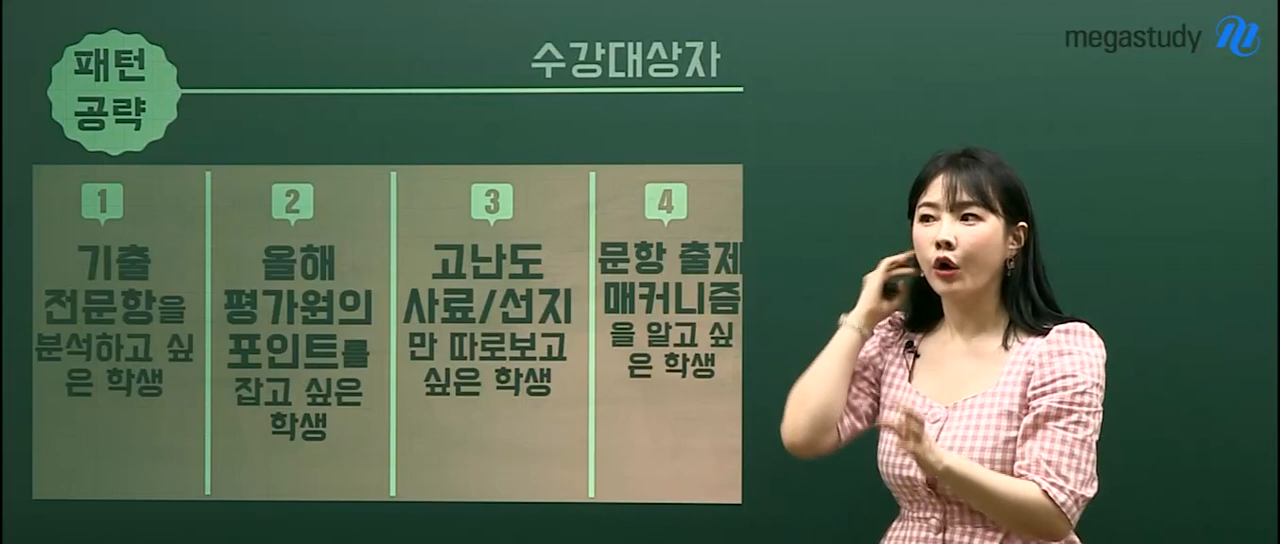 패턴
공략
수강대상자
megastudy
1
기출
전문항을
분석하고 싶
은 학생
2
올해
평가원의
포인트를
잡고 싶은
학생
3
고난도
사료/선지
만 따로보고
싶은 학생
4
문항 출제
매커니즘
을 알고 싶
은 학생